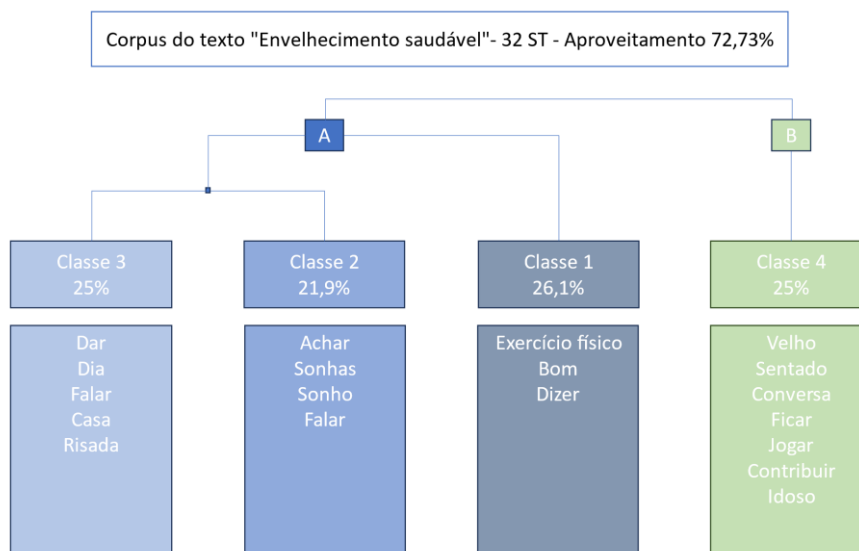 Corpus do texto "Envelhecimento saudável"- 32 ST - Aproveitamento 72,73%
A
B
Classe 3
25%
Classe 2
21,9%
Classe 1
26,1%
Classe 4
25%
Dar
Dia
Falar
Casa
Risada
Achar
Sonhas
Sonho
Falar
Exercício físico
Bom
Dizer
Velho
Sentado
Conversa
Ficar
Jogar
Contribuir
Idoso